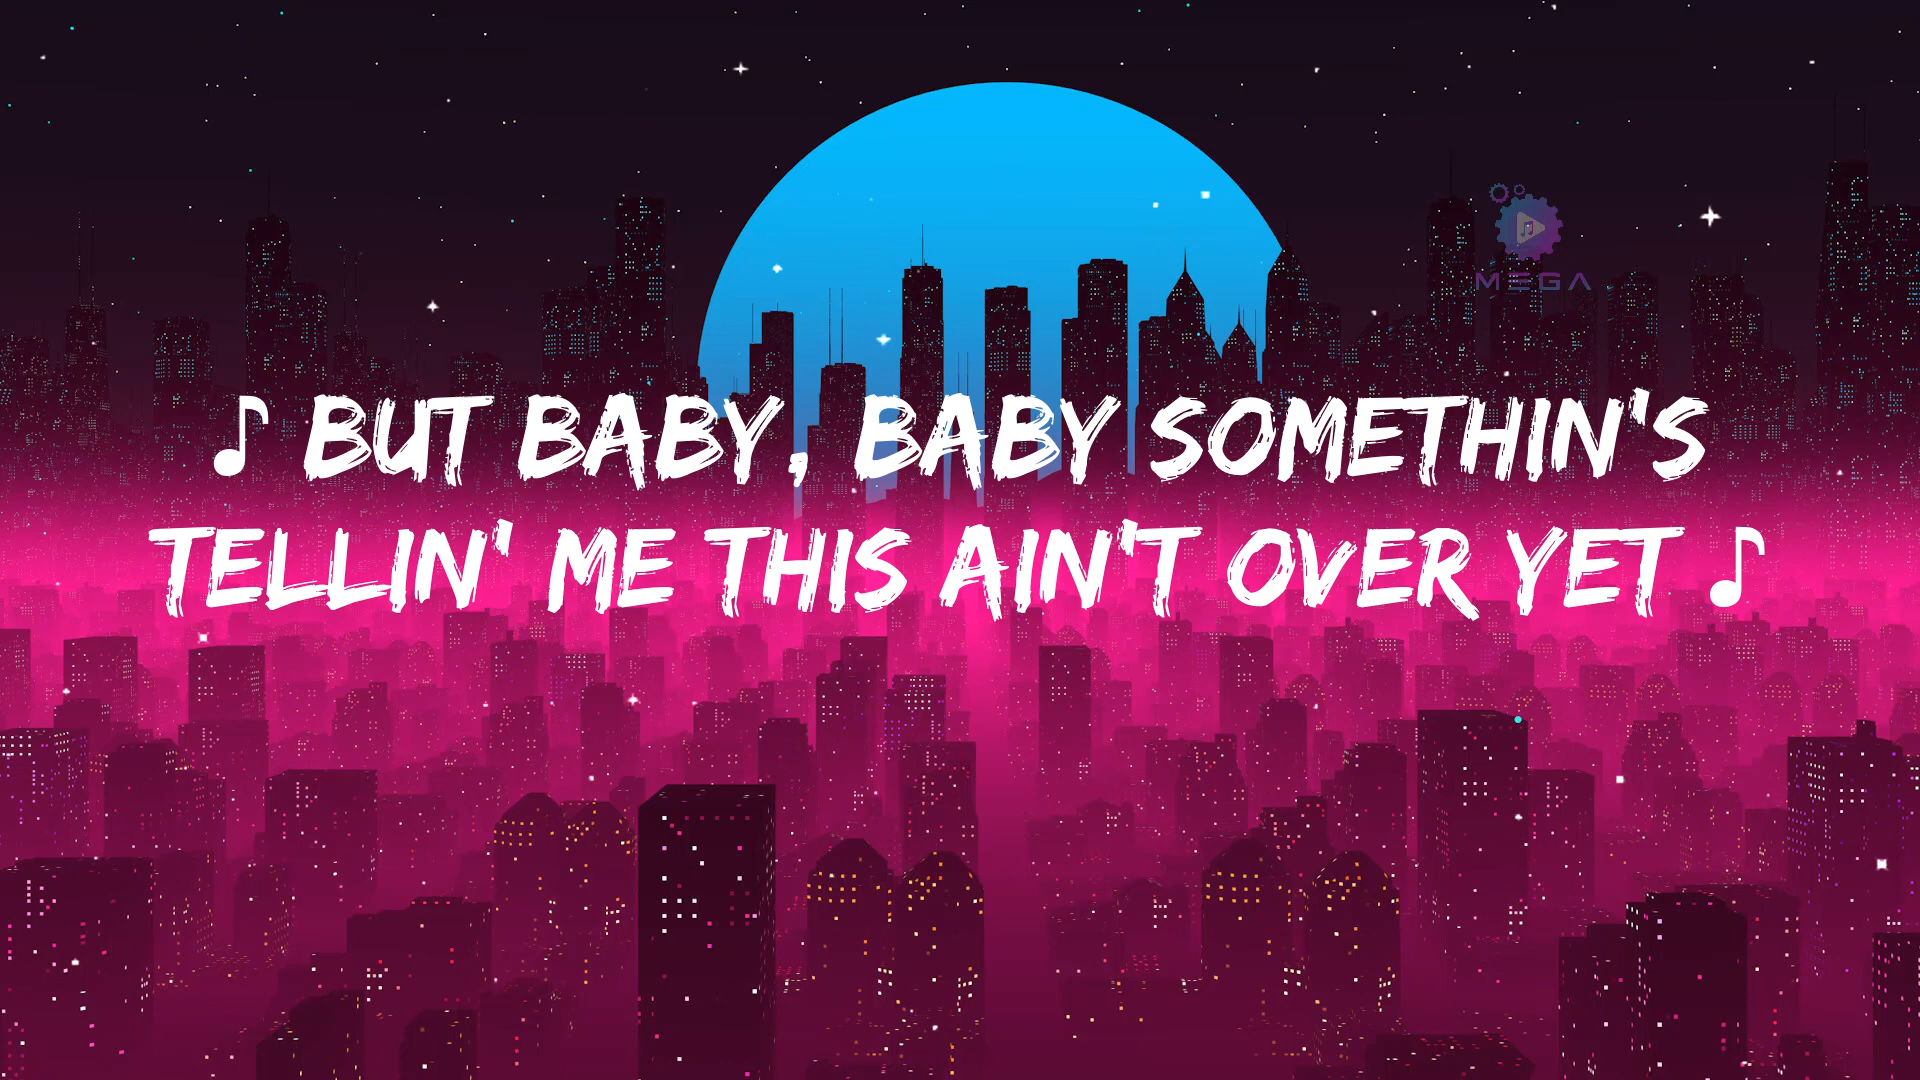 MEGA
♪ BUT BABY, BABY SOMETHIN'S
TELLIN' ME THIS AIN'T OVER YET ♪